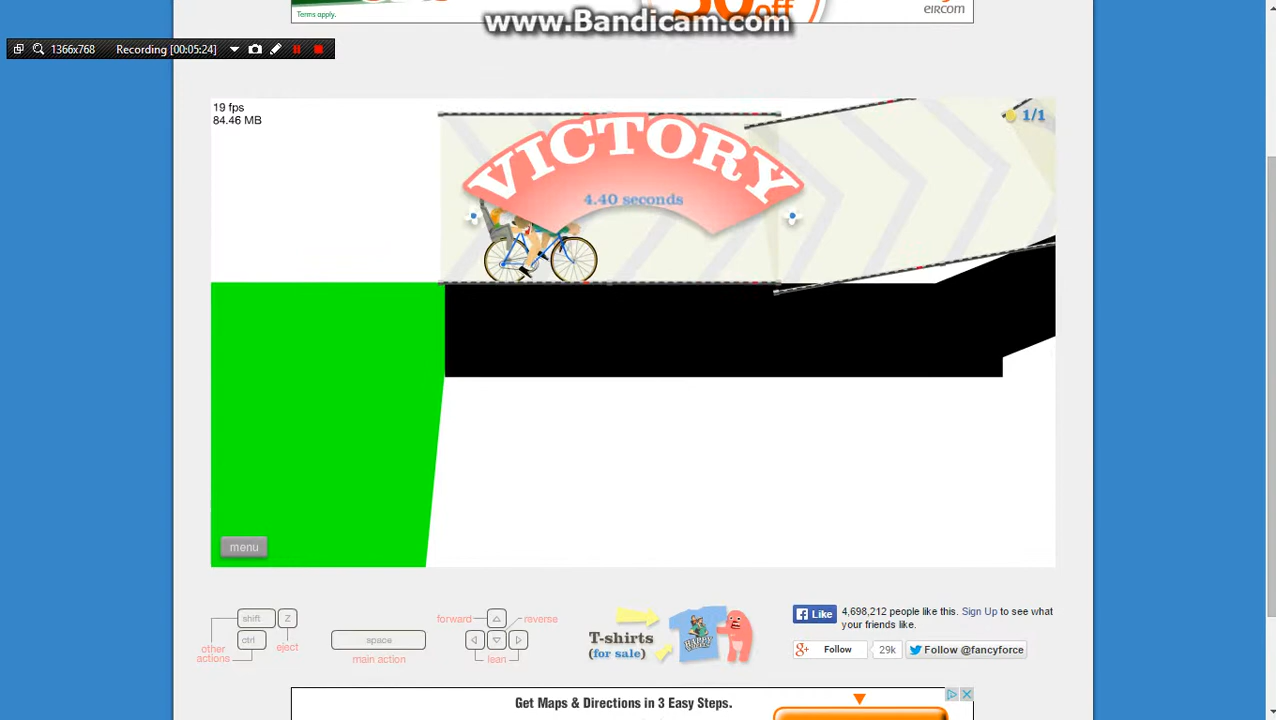 Terms apply.
off
eircom
www.Bandicam.com
1366x768
Recording [00:05:24]
19 fps
84.46 MB
1/1
VICTORY
4.40 seconds
menu
shift
Z
ctrl
other
actions
eject
space
main action
forward
reverse
lean
T-shirts
(for sale)
HAPPY
Like
4,698,212 people like this. Sign Up to see what
your friends like.
Follow
29k
Follow @fancyforce
Get Maps & Directions in 3 Easy Steps.